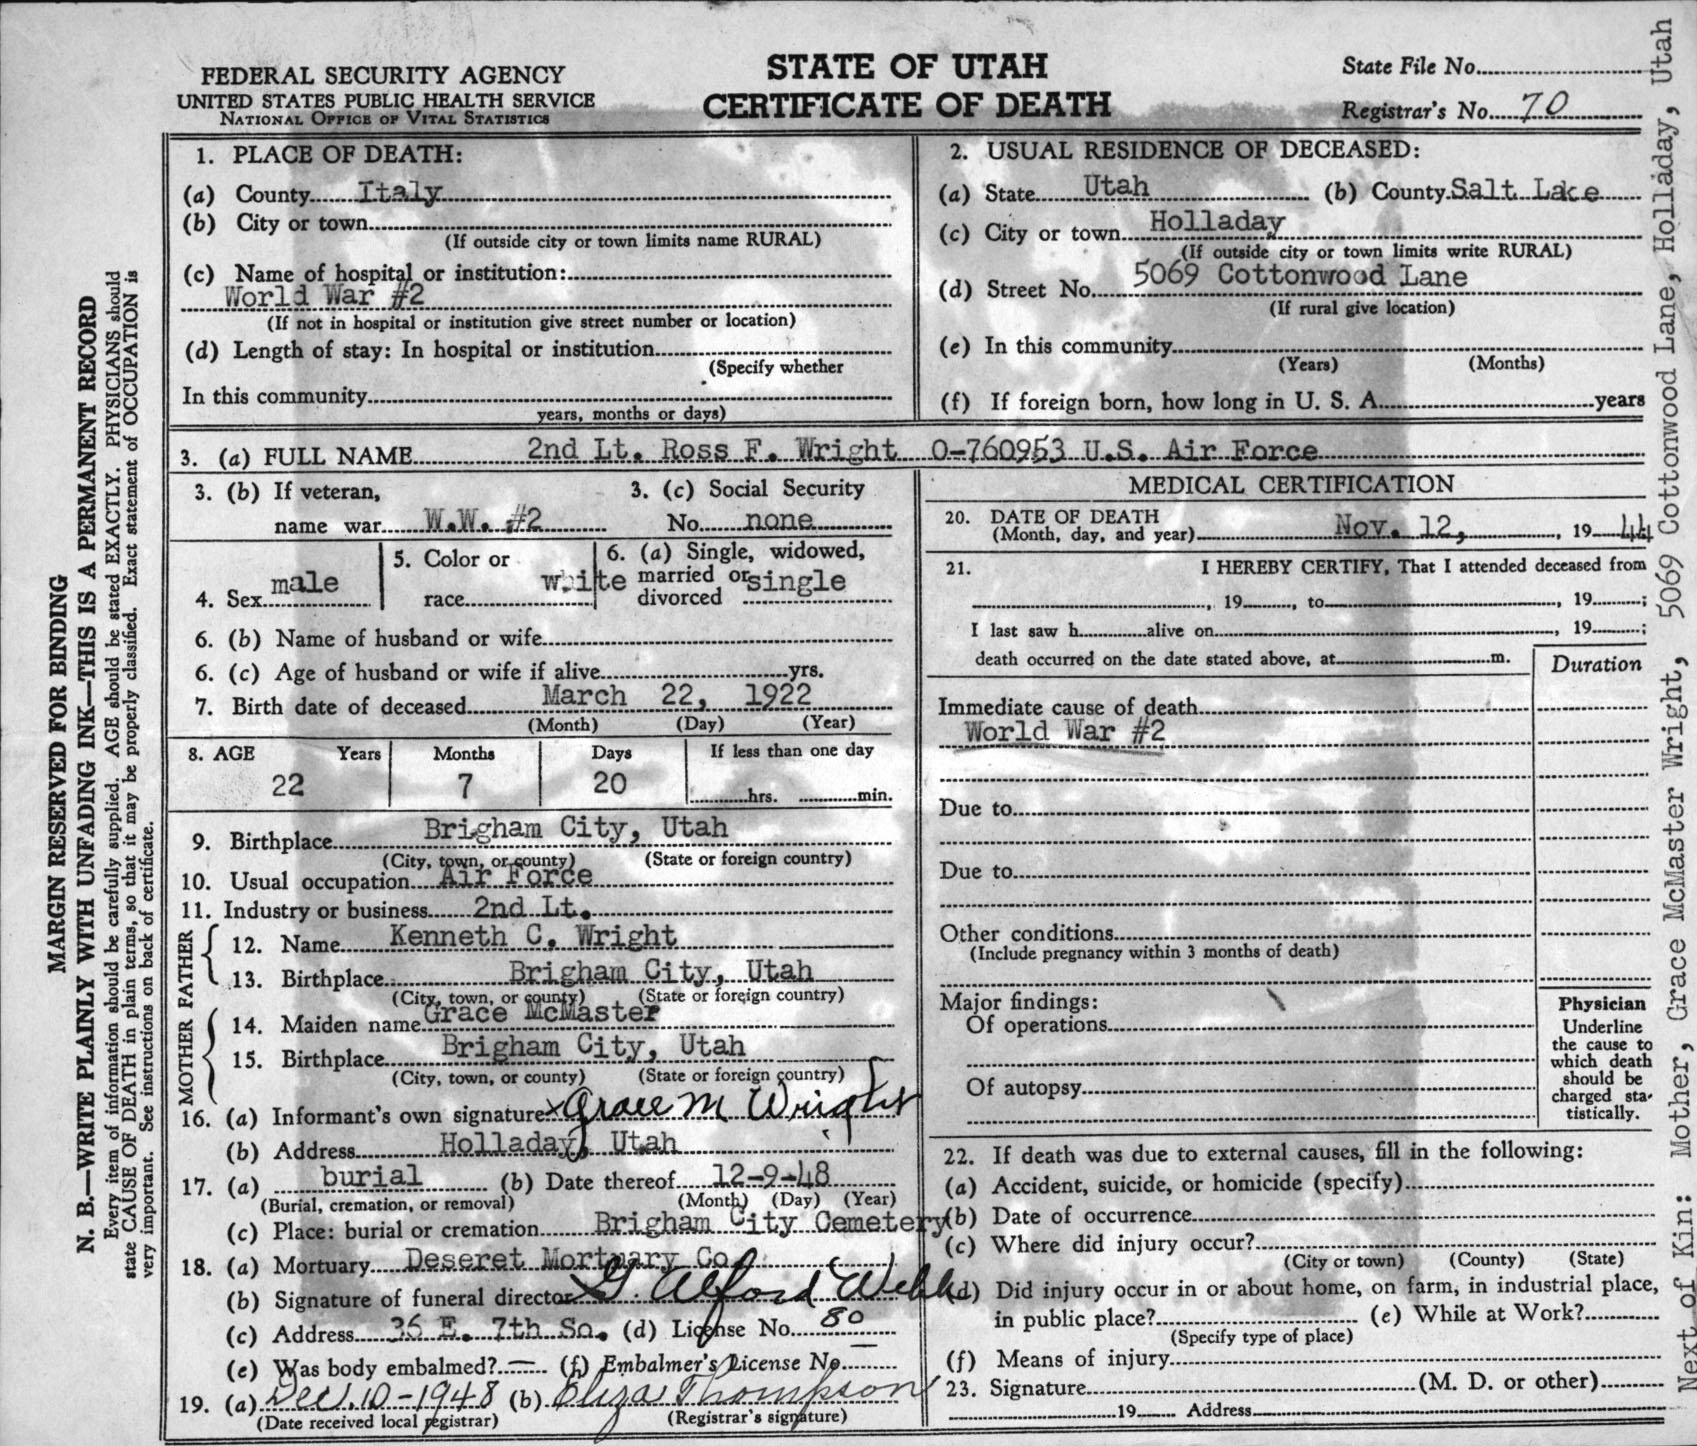 FEDERAL SECURITY AGENCY
UNITED STATES PUBLIC HEALTH SERVICE
NATIONAL OFFICE OF VITAL STATISTICS
STATE OF UTAH
CERTIFICATE OF DEATH
State File No.
Registrar's No. 70
1. PLACE OF DEATH:
(a) County Italy
(b) City or town
(If outside city or town limits name RURAL)
(c) Name of hospital or institution:
World War #2
(If not in hospital or institution give street number or location)
(d) Length of stay: In hospital or institution
(Specify whether
In this community
years, months or days)
2. USUAL RESIDENCE OF DECEASED:
(a) State Utah (b) County Salt Lake
(c) City or town Holladay
(If outside city or town limits write RURAL)
(d) Street No. 5069 Cottonwood Lane
(If rural give location)
(e) In this community
(Years) (Months)
(f) If foreign born, how long in U. S. A. years
3. (a) FULL NAME 2nd Lt. Ross F. Wright O-760953 U.S. Air Force
3. (b) If veteran,
name war W.W. #2
3. (c) Social Security
No. none
4. Sex male
5. Color or
race white
6. (a) Single, widowed,
married or
divorced single
6. (b) Name of husband or wife
6. (c) Age of husband or wife if alive yrs.
7. Birth date of deceased March 22, 1922
(Month) (Day) (Year)
8. AGE Years Months Days If less than one day
22 7 20 hrs. min.
9. Birthplace Brigham City, Utah
(City, town, or county) (State or foreign country)
10. Usual occupation Air Force
11. Industry or business 2nd Lt.
FATHER
12. Name Kenneth C. Wright
13. Birthplace Brigham City, Utah
(City, town, or county) (State or foreign country)
MOTHER
14. Maiden name Grace McMaster
15. Birthplace Brigham City, Utah
(City, town, or county) (State or foreign country)
16. (a) Informant's own signature x Grace M Wright
(b) Address Holladay, Utah
17. (a) burial (b) Date thereof 12-9-48
(Burial, cremation, or removal) (Month) (Day) (Year)
(c) Place: burial or cremation Brigham City Cemetery
18. (a) Mortuary Deseret Mortuary Co
(b) Signature of funeral director G. Alford Webb
(c) Address 36 E. 7th So. (d) License No. 80
(e) Was body embalmed? — (f) Embalmer's License No. —
19. (a) Dec. 10-1948 (b) Eliza Thompson
(Date received local registrar) (Registrar's signature)
MEDICAL CERTIFICATION
20. DATE OF DEATH
(Month, day, and year) Nov. 12, , 19 44
21. I HEREBY CERTIFY, That I attended deceased from
, 19 , to , 19 ;
I last saw h alive on , 19 ;
death occurred on the date stated above, at m.
Duration
Immediate cause of death
World War #2
Due to
Due to
Other conditions
(Include pregnancy within 3 months of death)
Major findings:
Of operations
Of autopsy
Physician
Underline
the cause to
which death
should be
charged sta-
tistically.
22. If death was due to external causes, fill in the following:
(a) Accident, suicide, or homicide (specify)
(b) Date of occurrence
(c) Where did injury occur?
(City or town) (County) (State)
(d) Did injury occur in or about home, on farm, in industrial place,
in public place? (e) While at Work?
(Specify type of place)
(f) Means of injury
23. Signature (M. D. or other)
19 Address
MARGIN RESERVED FOR BINDING
N. B.—WRITE PLAINLY WITH UNFADING INK—THIS IS A PERMANENT RECORD
Every item of information should be carefully supplied. AGE should be stated EXACTLY. PHYSICIANS should
state CAUSE OF DEATH in plain terms, so that it may be properly classified. Exact statement of OCCUPATION is
very important. See instructions on back of certificate.
Next of Kin: Mother, Grace McMaster Wright, 5069 Cottonwood Lane, Holladay, Utah